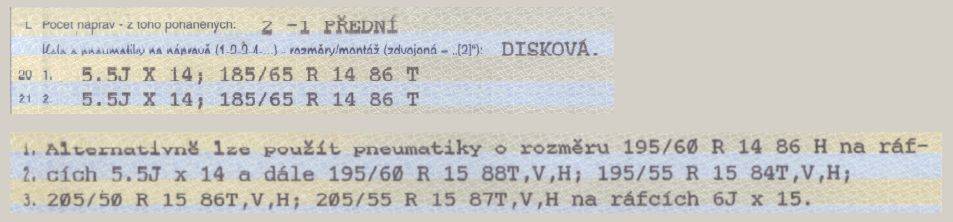 L Počet náprav - z toho poháněných: 2 -1 PŘEDNÍ
Kola a pneumatiky na nápravě (1.2.3.4....) - rozměry/montáž (zdvojená = „[2]"): DISKOVÁ.
20 1. 5.5J X 14; 185/65 R 14 86 T
21 2. 5.5J X 14; 185/65 R 14 86 T
1. Alternativně lze použít pneumatiky o rozměru 195/60 R 14 86 H na ráf-
2. cích 5.5J x 14 a dále 195/60 R 15 88T,V,H; 195/55 R 15 84T,V,H;
3. 205/50 R 15 86T,V,H; 205/55 R 15 87T,V,H na ráfcích 6J x 15.